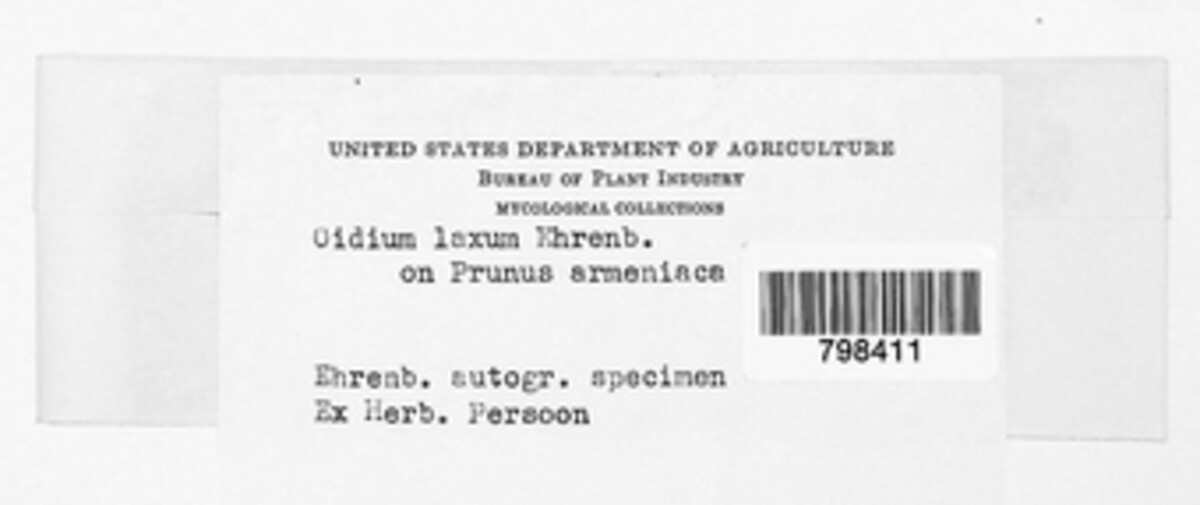 UNITED STATES DEPARTMENT OF AGRICULTURE
BUREAU OF PLANT INDUSTRY
MYCOLOGICAL COLLECTIONS
Oidium laxum Ehrenb.
on Prunus armeniaca
798411
Ehrenb. autogr. specimen
Ex Herb. Persoon